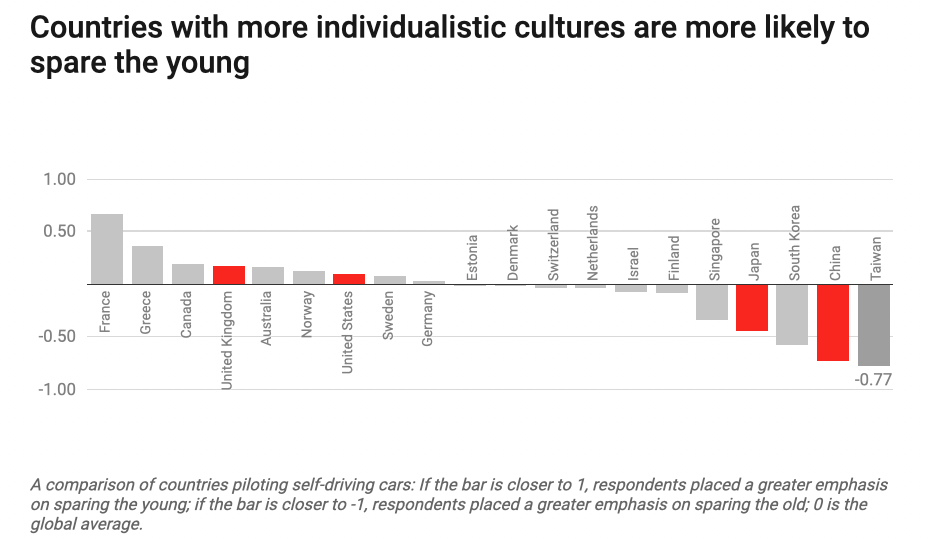 Countries with more individualistic cultures are more likely to
spare the young
1.00
0.50
-0.50
-1.00
France
Greece
Canada
United Kingdom
Australia
Norway
United States
Sweden
Germany
Estonia
Denmark
Switzerland
Netherlands
Israel
Finland
Singapore
Japan
South Korea
China
Taiwan
-0.77
A comparison of countries piloting self-driving cars: If the bar is closer to 1, respondents placed a greater emphasis
on sparing the young; if the bar is closer to -1, respondents placed a greater emphasis on sparing the old; 0 is the
global average.